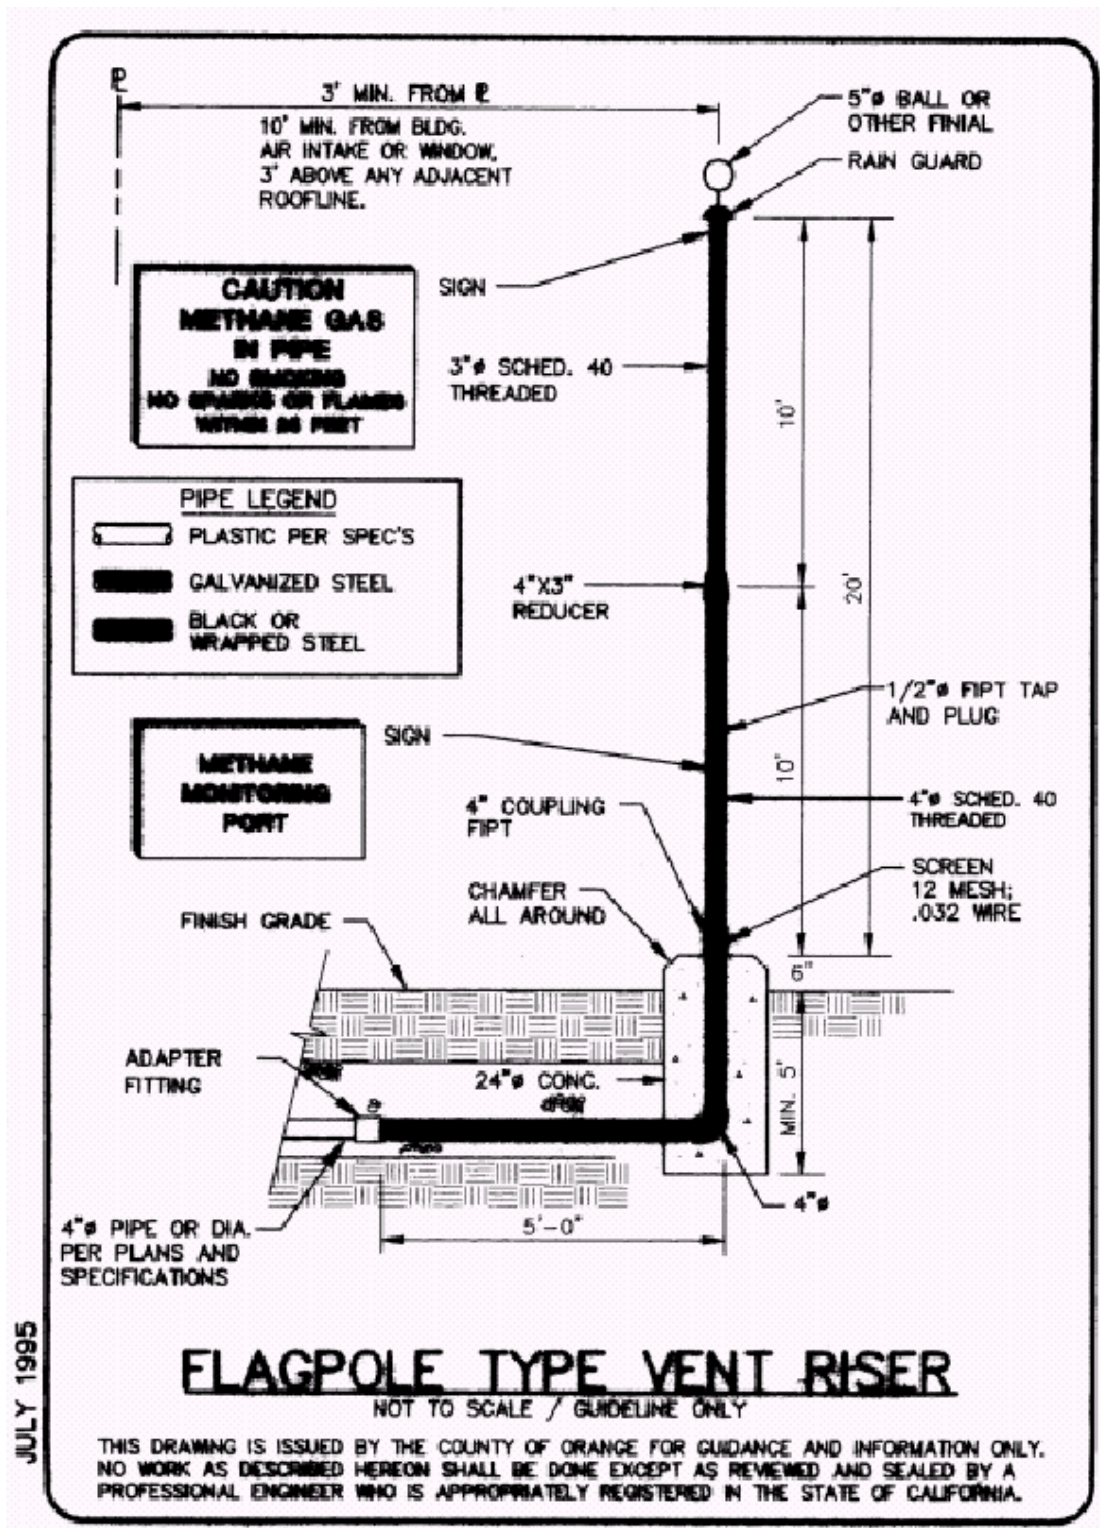 ℄
3' MIN. FROM ℄
10' MIN. FROM BLDG.
AIR INTAKE OR WINDOW,
3' ABOVE ANY ADJACENT
ROOFLINE.
5"ø BALL OR
OTHER FINIAL
RAIN GUARD
SIGN
CAUTION
METHANE GAS
IN PIPE
NO SMOKING
NO SPARKS OR FLAMES
WITHIN 25 FEET
3"ø SCHED. 40
THREADED
10'
20'
PIPE LEGEND
PLASTIC PER SPEC'S
GALVANIZED STEEL
BLACK OR
WRAPPED STEEL
4"X3"
REDUCER
1/2"ø FIPT TAP
AND PLUG
SIGN
METHANE
MONITORING
PORT
10'
4"ø SCHED. 40
THREADED
4" COUPLING
FIPT
SCREEN
12 MESH;
.032 WIRE
CHAMFER
ALL AROUND
FINISH GRADE
6"
ADAPTER
FITTING
24"ø CONC.
MIN. 5'
4"ø
5'-0"
4"ø PIPE OR DIA.
PER PLANS AND
SPECIFICATIONS
JULY 1995
FLAGPOLE TYPE VENT RISER
NOT TO SCALE / GUIDELINE ONLY
THIS DRAWING IS ISSUED BY THE COUNTY OF ORANGE FOR GUIDANCE AND INFORMATION ONLY.
NO WORK AS DESCRIBED HEREON SHALL BE DONE EXCEPT AS REVIEWED AND SEALED BY A
PROFESSIONAL ENGINEER WHO IS APPROPRIATELY REGISTERED IN THE STATE OF CALIFORNIA.